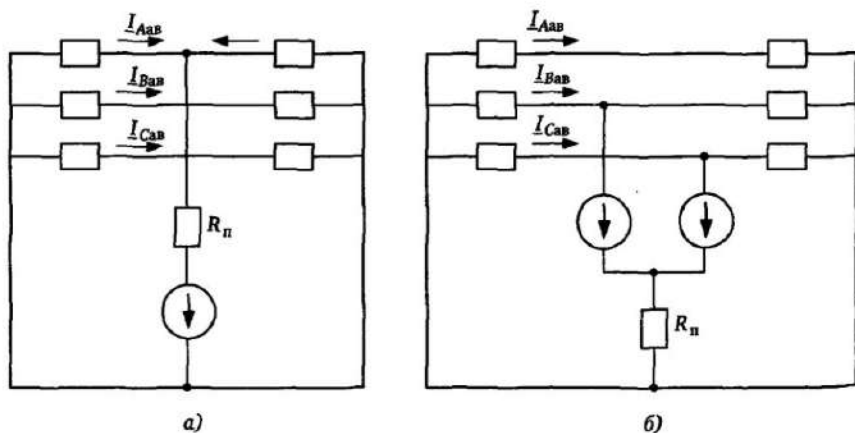 I_Aав
I_Bав
I_Cав
R_п
а)
I_Aав
I_Bав
I_Cав
R_п
б)